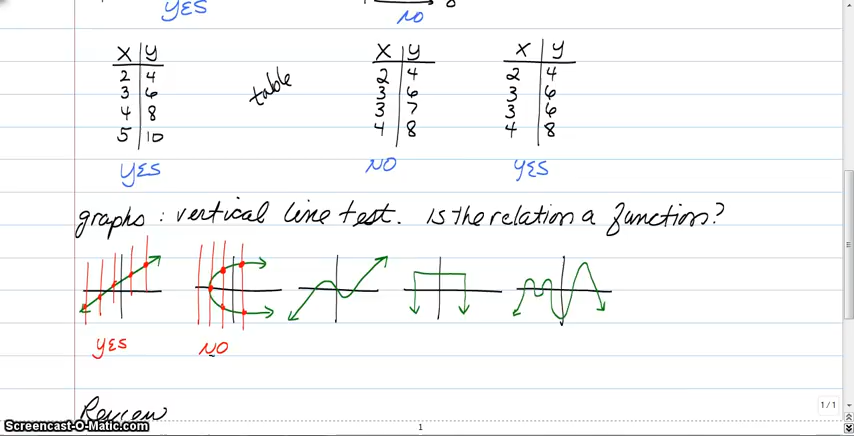 YES
NO
X Y
2 4
3 6
4 8
5 10
YES
table
X Y
2 4
3 6
3 7
4 8
NO
X Y
2 4
3 6
3 6
4 8
YES
graphs : vertical line test. Is the relation a function?
YES
NO
Review
1/1
Screencast-O-Matic.com
1